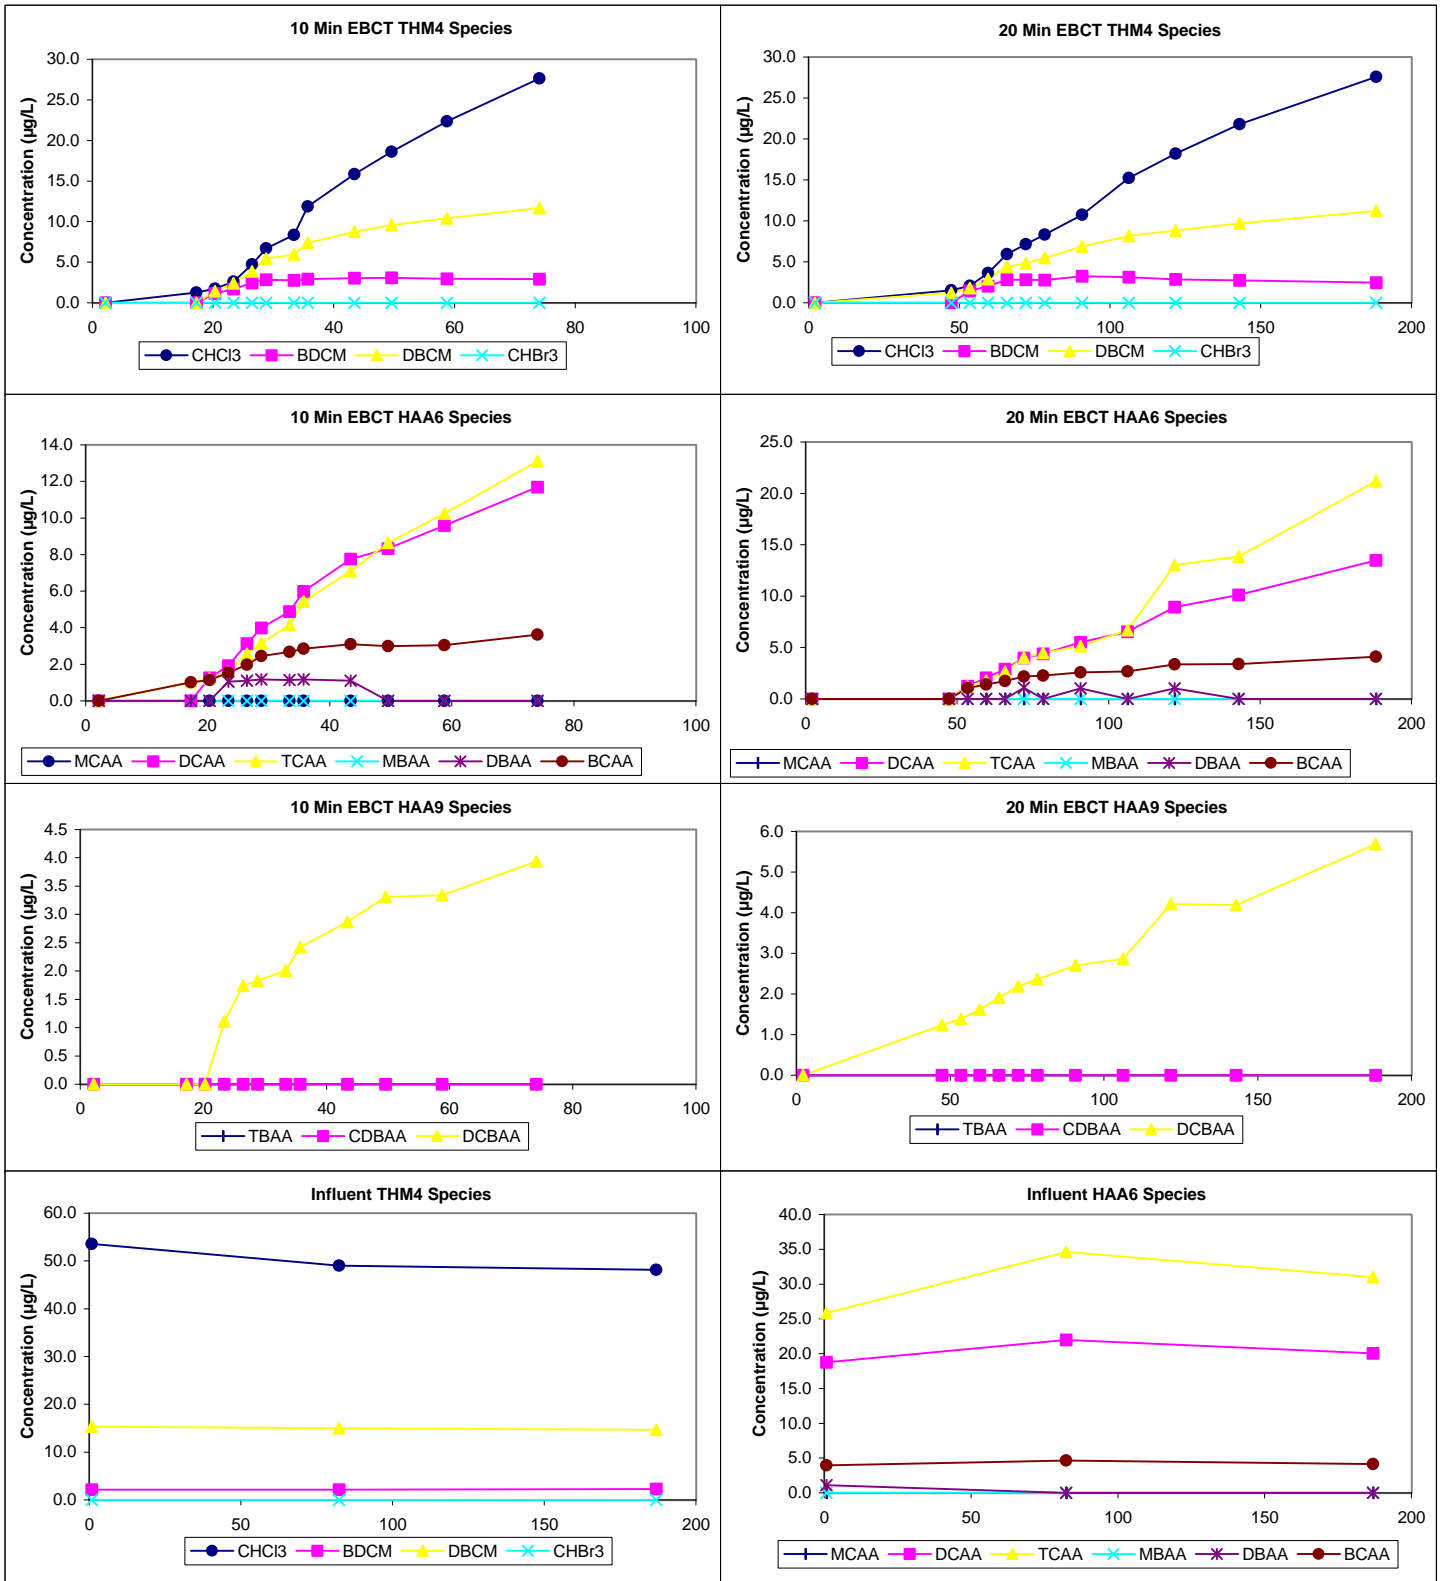 10 Min EBCT THM4 Species
Concentration (µg/L)
30.0
25.0
20.0
15.0
10.0
5.0
0.0
0 20 40 60 80 100
CHCl3 BDCM DBCM CHBr3
20 Min EBCT THM4 Species
Concentration (µg/L)
30.0
25.0
20.0
15.0
10.0
5.0
0.0
0 50 100 150 200
CHCl3 BDCM DBCM CHBr3
10 Min EBCT HAA6 Species
Concentration (µg/L)
14.0
12.0
10.0
8.0
6.0
4.0
2.0
0.0
0 20 40 60 80 100
MCAA DCAA TCAA MBAA DBAA BCAA
20 Min EBCT HAA6 Species
Concentration (µg/L)
25.0
20.0
15.0
10.0
5.0
0.0
0 50 100 150 200
MCAA DCAA TCAA MBAA DBAA BCAA
10 Min EBCT HAA9 Species
Concentration (µg/L)
4.5
4.0
3.5
3.0
2.5
2.0
1.5
1.0
0.5
0.0
0 20 40 60 80 100
TBAA CDBAA DCBAA
20 Min EBCT HAA9 Species
Concentration (µg/L)
6.0
5.0
4.0
3.0
2.0
1.0
0.0
0 50 100 150 200
TBAA CDBAA DCBAA
Influent THM4 Species
Concentration (µg/L)
60.0
50.0
40.0
30.0
20.0
10.0
0.0
0 50 100 150 200
CHCl3 BDCM DBCM CHBr3
Influent HAA6 Species
Concentration (µg/L)
40.0
35.0
30.0
25.0
20.0
15.0
10.0
5.0
0.0
0 50 100 150 200
MCAA DCAA TCAA MBAA DBAA BCAA